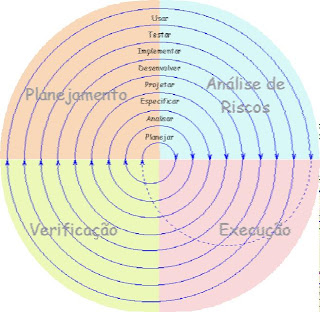 Usar
Testar
Implementar
Desenvolver
Projetar
Especificar
Analisar
Planejar
Planejamento
Análise de
Riscos
Verificação
Execução